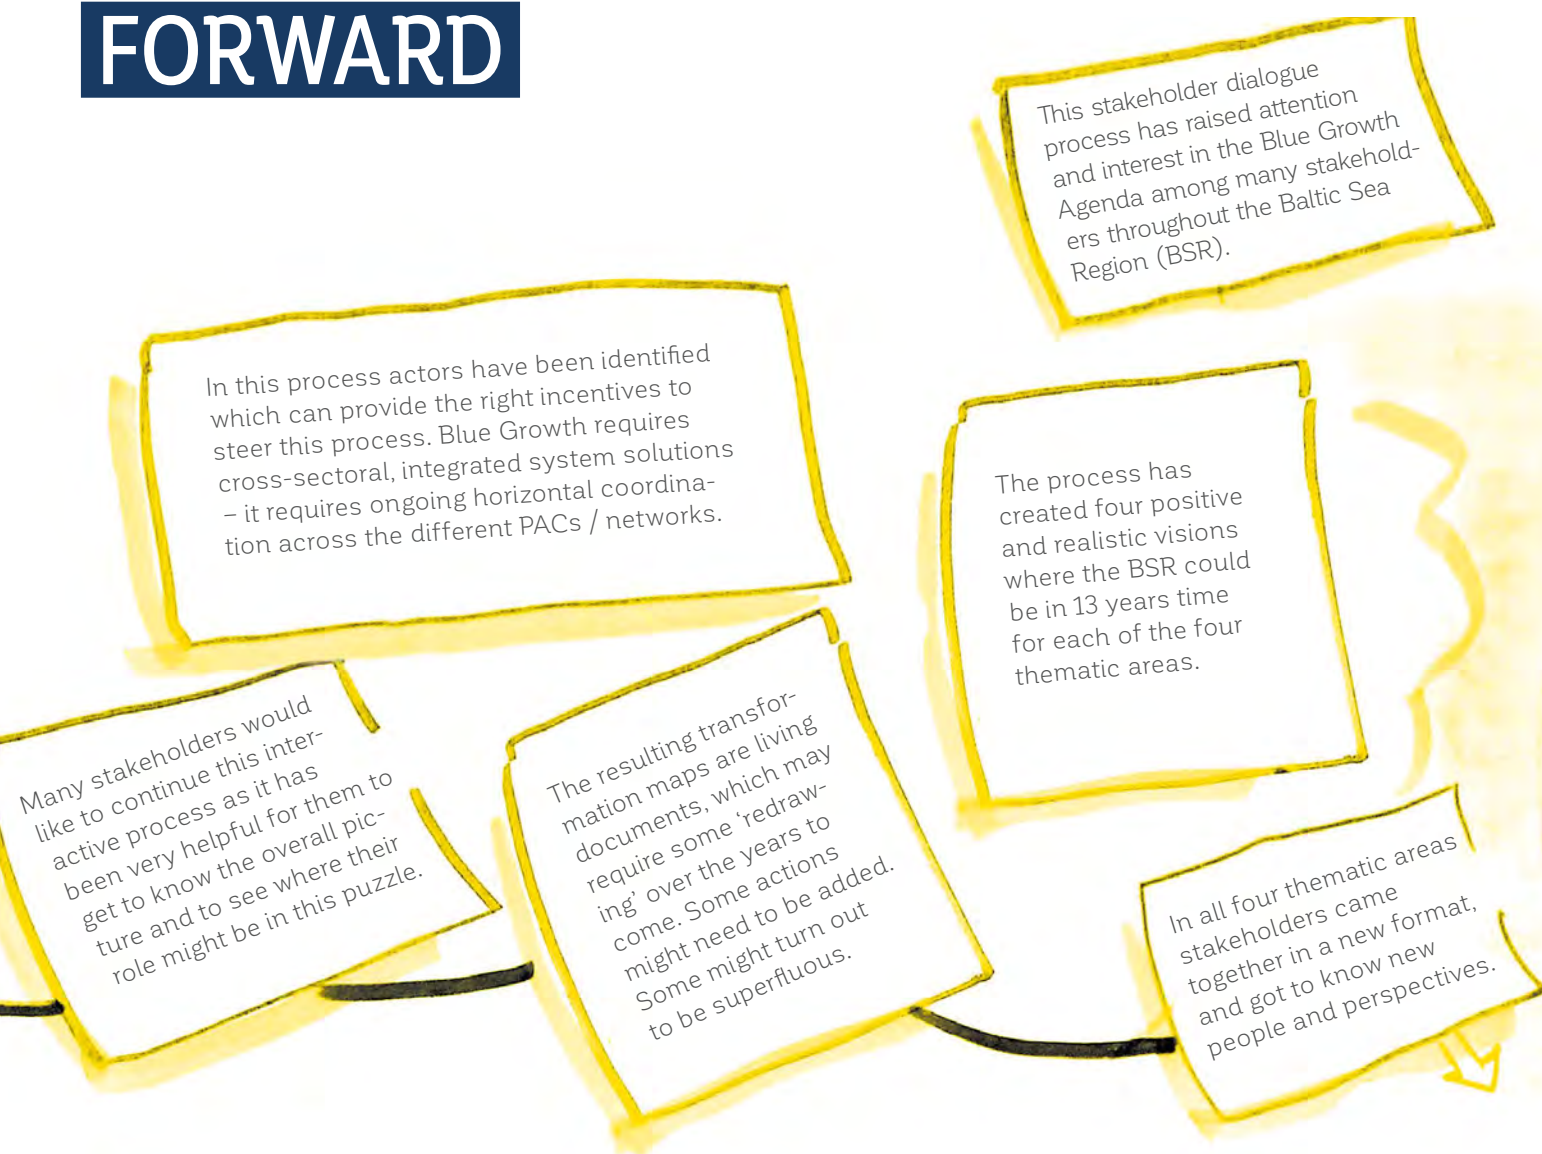 FORWARD
This stakeholder dialogue
process has raised attention
and interest in the Blue Growth
Agenda among many stakehold-
ers throughout the Baltic Sea
Region (BSR).
In this process actors have been identified
which can provide the right incentives to
steer this process. Blue Growth requires
cross-sectoral, integrated system solutions
– it requires ongoing horizontal coordina-
tion across the different PACs / networks.
The process has
created four positive
and realistic visions
where the BSR could
be in 13 years time
for each of the four
thematic areas.
Many stakeholders would
like to continue this inter-
active process as it has
been very helpful for them to
get to know the overall pic-
ture and to see where their
role might be in this puzzle.
The resulting transfor-
mation maps are living
documents, which may
require some ‘redraw-
ing’ over the years to
come. Some actions
might need to be added.
Some might turn out
to be superfluous.
In all four thematic areas
stakeholders came
together in a new format,
and got to know new
people and perspectives.